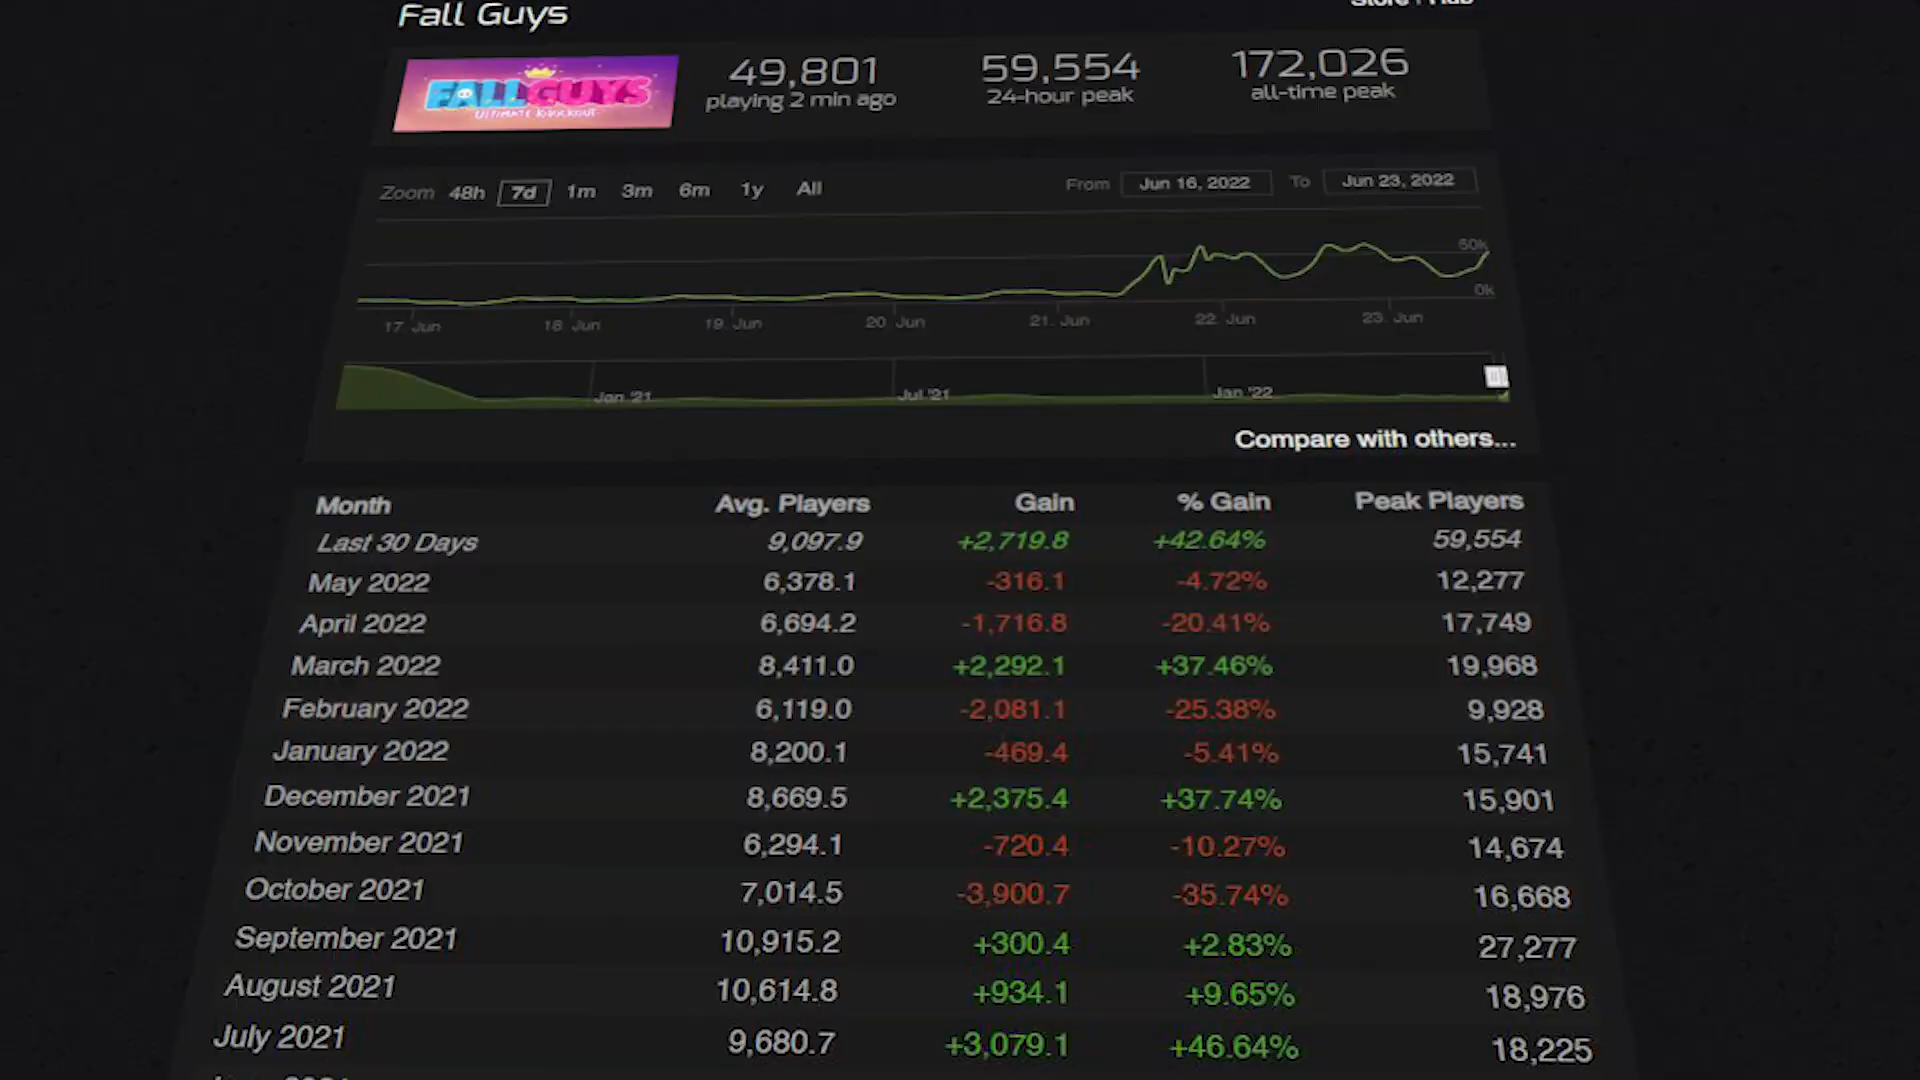 Fall Guys
Store | Hub
FALL GUYS
ULTIMATE KNOCKOUT
49,801
playing 2 min ago
59,554
24-hour peak
172,026
all-time peak
Zoom 48h 7d 1m 3m 6m 1y All
From Jun 16, 2022 To Jun 23, 2022
50k
0k
17. Jun 18. Jun 19. Jun 20. Jun 21. Jun 22. Jun 23. Jun
Jan '21 Jul '21 Jan '22
Compare with others...
Month Avg. Players Gain % Gain Peak Players
Last 30 Days 9,097.9 +2,719.8 +42.64% 59,554
May 2022 6,378.1 -316.1 -4.72% 12,277
April 2022 6,694.2 -1,716.8 -20.41% 17,749
March 2022 8,411.0 +2,292.1 +37.46% 19,968
February 2022 6,119.0 -2,081.1 -25.38% 9,928
January 2022 8,200.1 -469.4 -5.41% 15,741
December 2021 8,669.5 +2,375.4 +37.74% 15,901
November 2021 6,294.1 -720.4 -10.27% 14,674
October 2021 7,014.5 -3,900.7 -35.74% 16,668
September 2021 10,915.2 +300.4 +2.83% 27,277
August 2021 10,614.8 +934.1 +9.65% 18,976
July 2021 9,680.7 +3,079.1 +46.64% 18,225